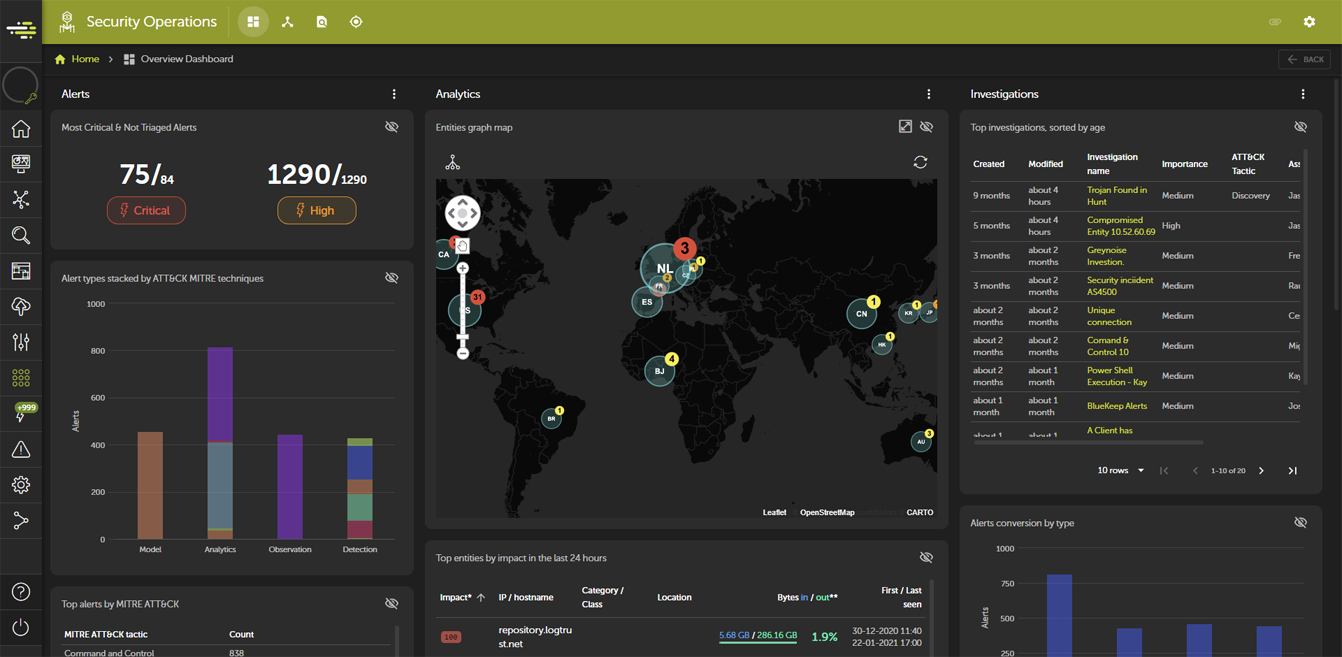 Security Operations
Home > Overview Dashboard
BACK
Alerts
Most Critical & Not Triaged Alerts
75/84
1290/1290
Critical
High
Alert types stacked by ATT&CK MITRE techniques
1000
800
600
400
200
0
Alerts
Model
Analytics
Observation
Detection
Top alerts by MITRE ATT&CK
MITRE ATT&CK tactic Count
Command and Control 838
+999
Analytics
Entities graph map
CA
31
NL
3
1
2
ES
BJ
4
BR
1
CN
1
KR
1
JP
HK
1
AU
3
Leaflet
OpenStreetMap
CARTO
Top entities by impact in the last 24 hours
Impact* IP / hostname Category / Class Location Bytes in / out** First / Last seen
100
repository.logtru
st.net
5.68 GB / 286.16 GB
1.9%
30-12-2020 11:40
22-01-2021 17:00
Investigations
Top investigations, sorted by age
Created Modified Investigation name Importance ATT&CK Tactic Ass
9 months about 4 hours Trojan Found in Hunt Medium Discovery Jas
5 months about 4 hours Compromised Entity 10.52.60.69 High Jas
3 months about 2 months Greynoise Investion. Medium Fre
3 months about 2 months Security inciident AS4500 Medium Rau
about 2 months about 2 months Unique connection Medium Ce
about 2 months about 2 months Comand & Control 10 Medium Mig
about 2 months about 1 month Power Shell Execution - Kay Medium Kay
about 1 month about 1 month BlueKeep Alerts Medium Jos
about 1 about 1 A Client has
10 rows
1-10 of 20
Alerts conversion by type
1000
750
500
250
Alerts